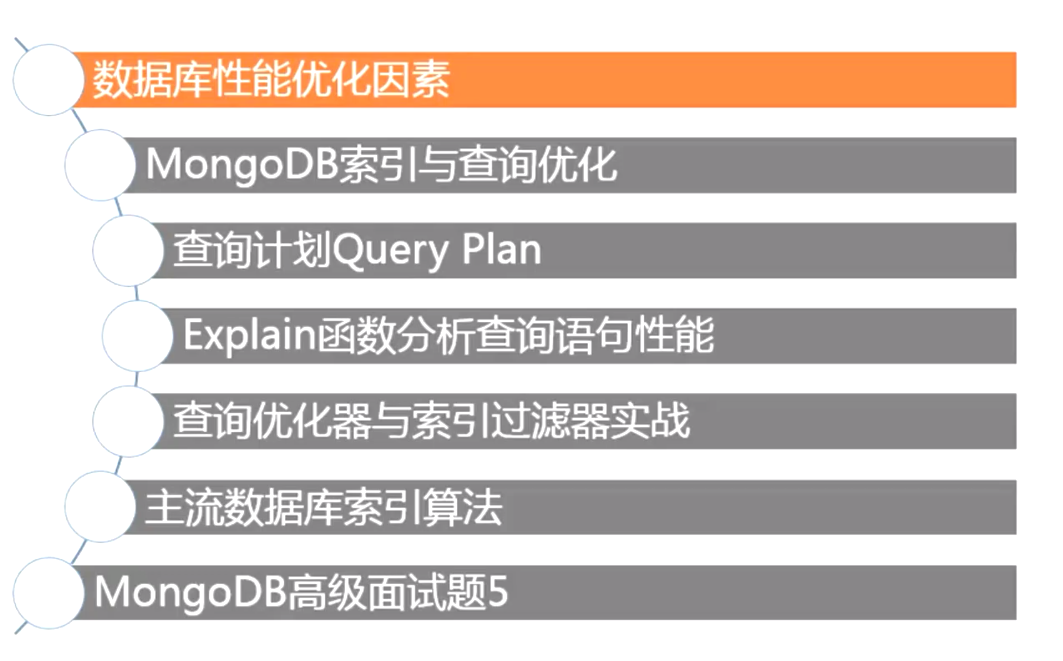 数据库性能优化因素
MongoDB索引与查询优化
查询计划Query Plan
Explain函数分析查询语句性能
查询优化器与索引过滤器实战
主流数据库索引算法
MongoDB高级面试题5